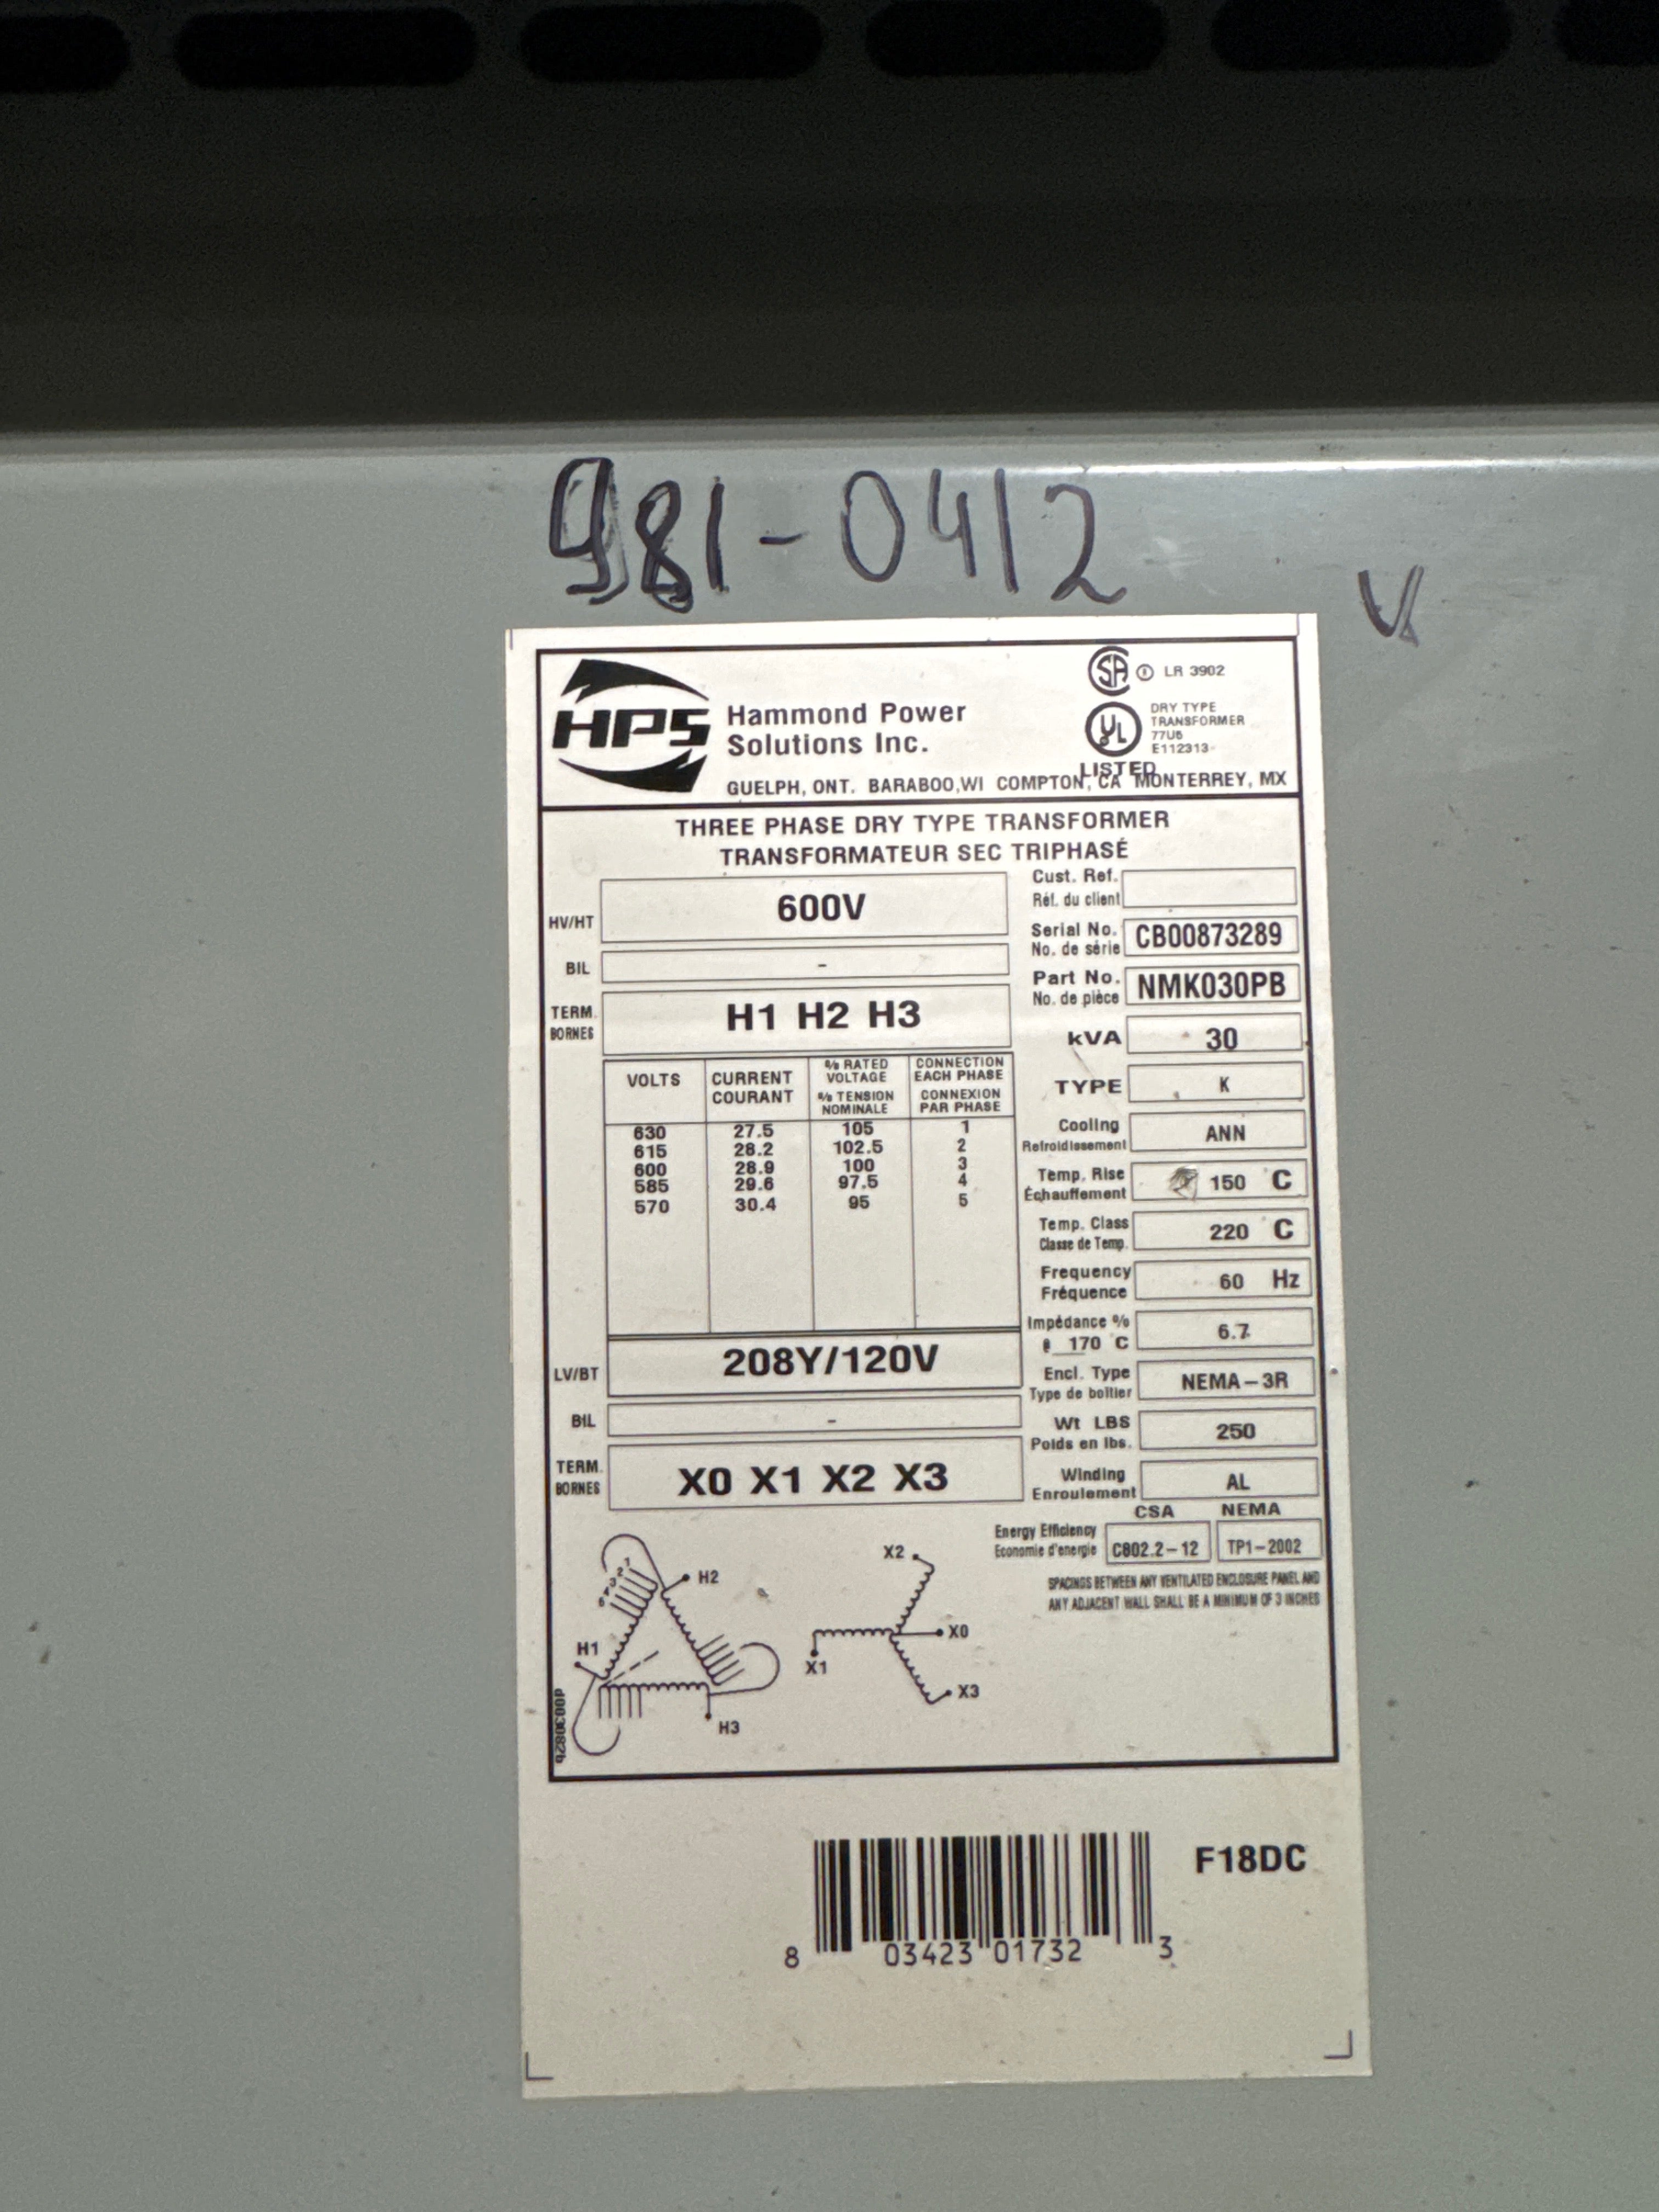 981-0412
V
HPS
Hammond Power
Solutions Inc.
GUELPH, ONT. BARABOO,WI COMPTON, CA MONTERREY, MX
SA LR 3902
UL
LISTED
DRY TYPE
TRANSFORMER
77U6
E112313
THREE PHASE DRY TYPE TRANSFORMER
TRANSFORMATEUR SEC TRIPHASÉ
HV/HT 600V
BIL -
TERM.
BORNES
H1 H2 H3
VOLTS CURRENT
COURANT
% RATED
VOLTAGE
% TENSION
NOMINALE
CONNECTION
EACH PHASE
CONNEXION
PAR PHASE
630 27.5 105 1
615 28.2 102.5 2
600 28.9 100 3
585 29.6 97.5 4
570 30.4 95 5
LV/BT 208Y/120V
BIL -
TERM.
BORNES
X0 X1 X2 X3
Cust. Ref.
Réf. du client
Serial No.
No. de série
CB00873289
Part No.
No. de pièce
NMK030PB
kVA 30
TYPE K
Cooling
Refroidissement
ANN
Temp. Rise
Échauffement
150 C
Temp. Class
Classe de Temp.
220 C
Frequency
Fréquence
60 Hz
Impédance %
@ 170 C
6.7
Encl. Type
Type de boîtier
NEMA-3R
Wt LBS
Poids en lbs.
250
Winding
Enroulement
AL
CSA NEMA
Energy Efficiency
Economie d'energie
C802.2-12 TP1-2002
SPACINGS BETWEEN ANY VENTILATED ENCLOSURE PANEL AND
ANY ADJACENT WALL SHALL BE A MINIMUM OF 3 INCHES
1
2
3
H2
H1
H3
X2
X0
X1
X3
d003082b
F18DC
8 03423 01732 3